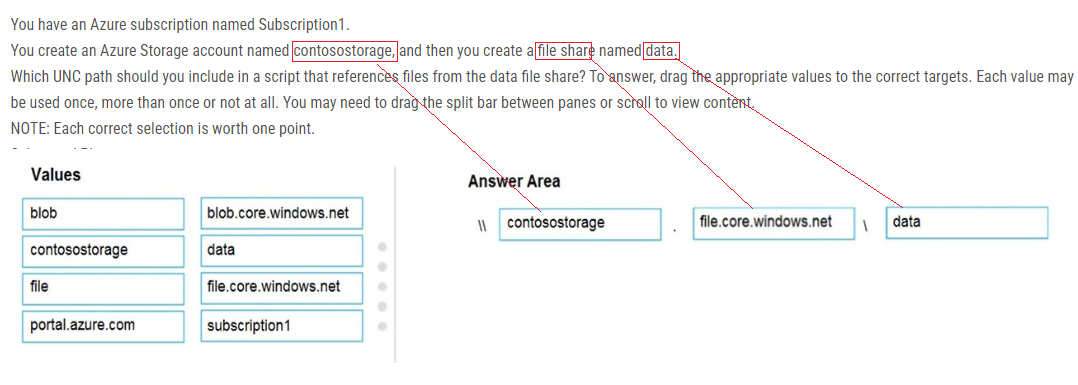 You have an Azure subscription named Subscription1.
You create an Azure Storage account named contosostorage, and then you create a file share named data.
Which UNC path should you include in a script that references files from the data file share? To answer, drag the appropriate values to the correct targets. Each value may
be used once, more than once or not at all. You may need to drag the split bar between panes or scroll to view content.
NOTE: Each correct selection is worth one point.
Values
blob
blob.core.windows.net
contosostorage
data
file
file.core.windows.net
portal.azure.com
subscription1
Answer Area
\\ contosostorage . file.core.windows.net \ data